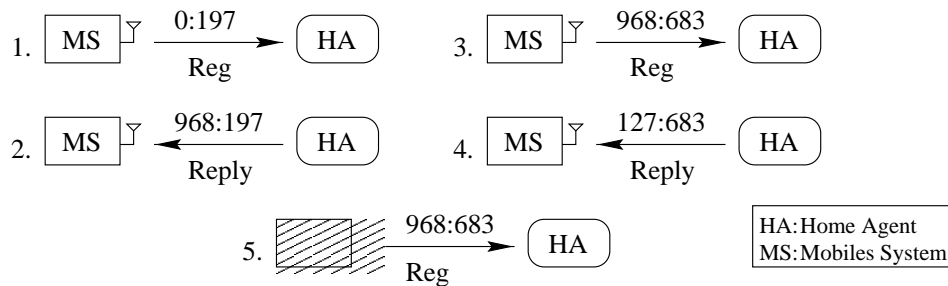 1. MS 0:197 Reg HA
3. MS 968:683 Reg HA
2. MS 968:197 Reply HA
4. MS 127:683 Reply HA
5. 968:683 Reg HA
HA:Home Agent
MS:Mobiles System